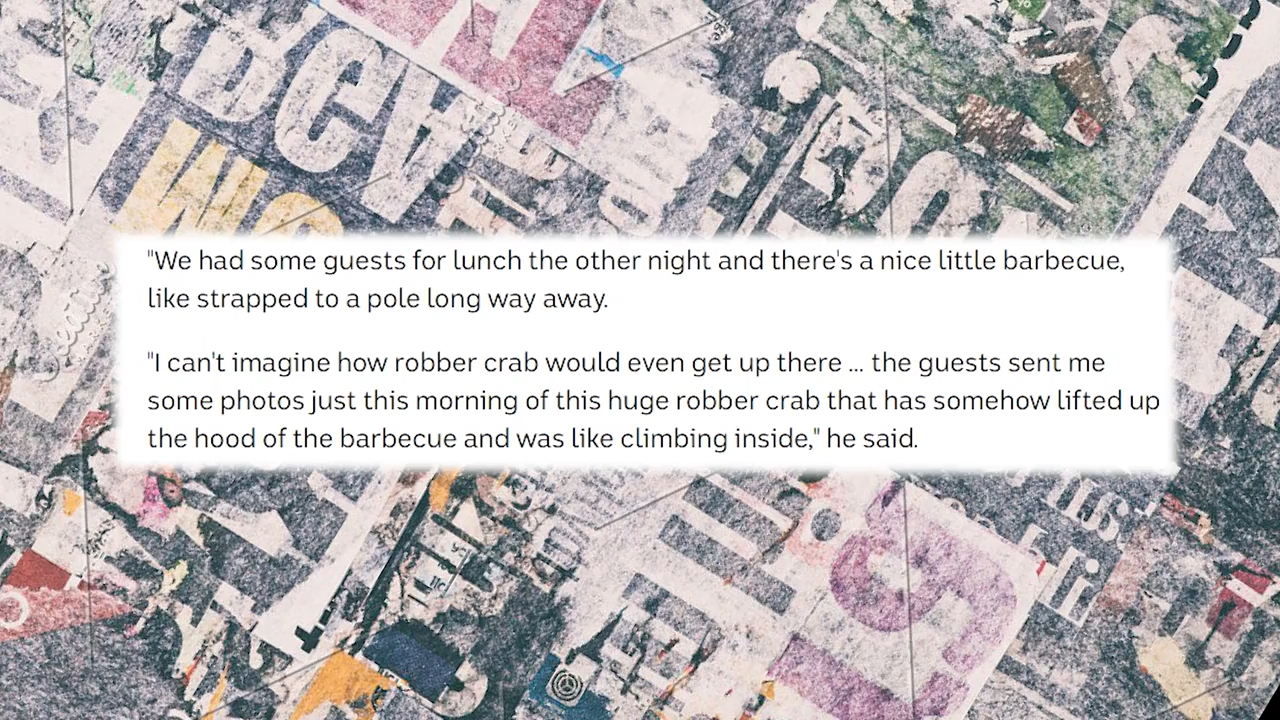 DCV
WO
"We had some guests for lunch the other night and there's a nice little barbecue,
like strapped to a pole long way away.
"I can't imagine how robber crab would even get up there ... the guests sent me
some photos just this morning of this huge robber crab that has somehow lifted up
the hood of the barbecue and was like climbing inside," he said.